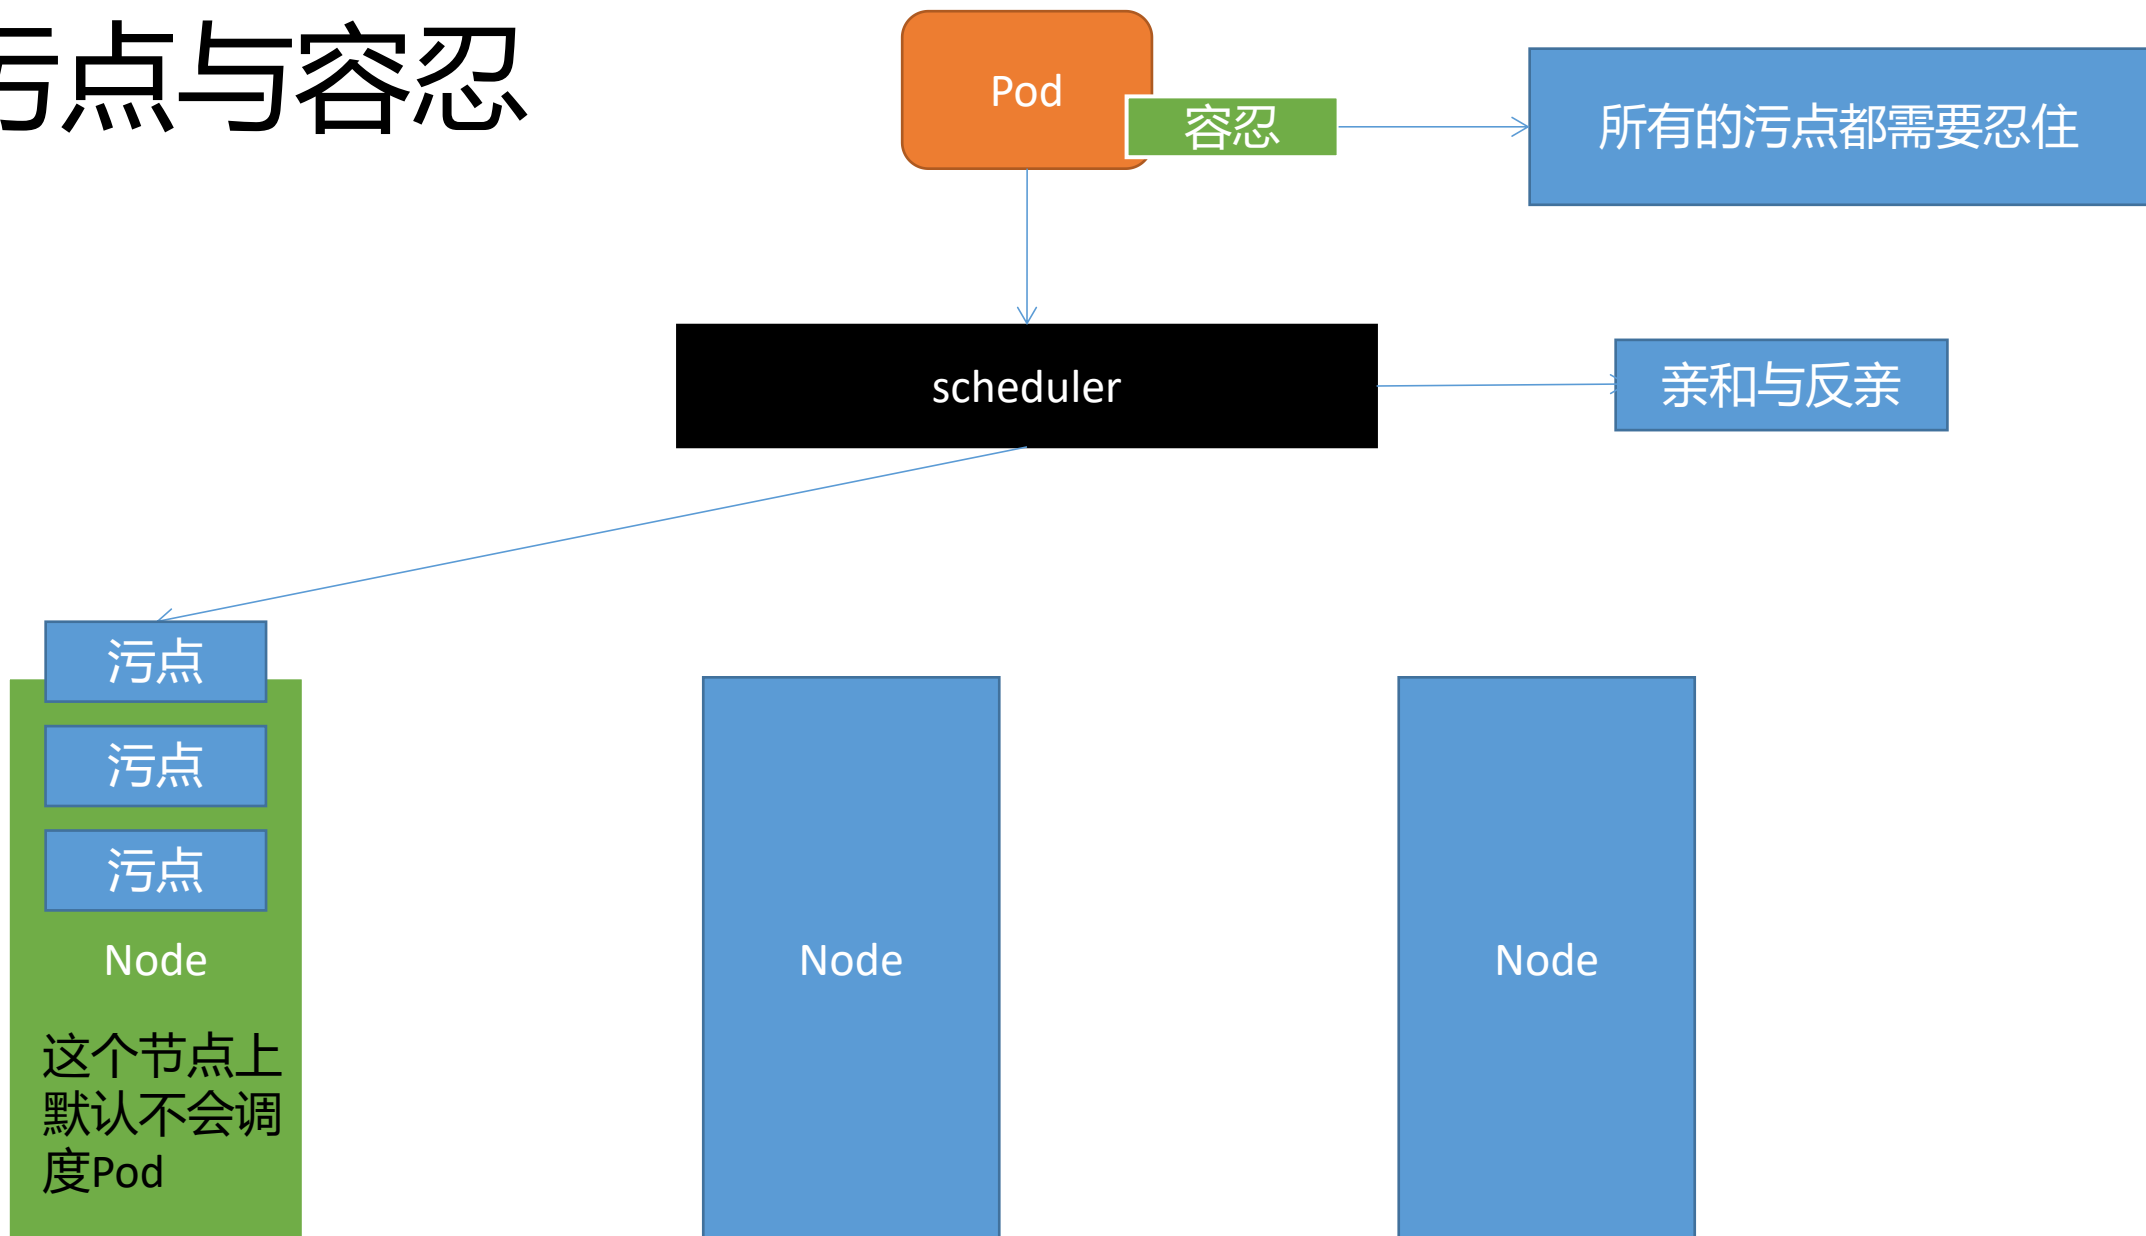 污点与容忍
Pod
容忍
所有的污点都需要忍住
scheduler
亲和与反亲
污点
污点
污点
Node
这个节点上
默认不会调
度Pod
Node
Node